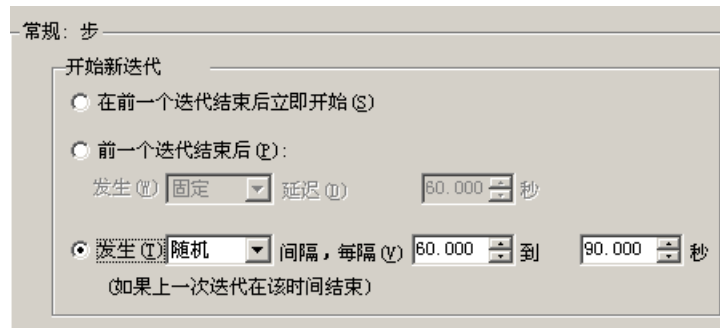 常规: 步
开始新迭代
在前一个迭代结束后立即开始(S)
前一个迭代结束后(P):
发生(W) 固定 延迟(D) 60.000 秒
发生(T) 随机 间隔，每隔(V) 60.000 到 90.000 秒
(如果上一次迭代在该时间结束)